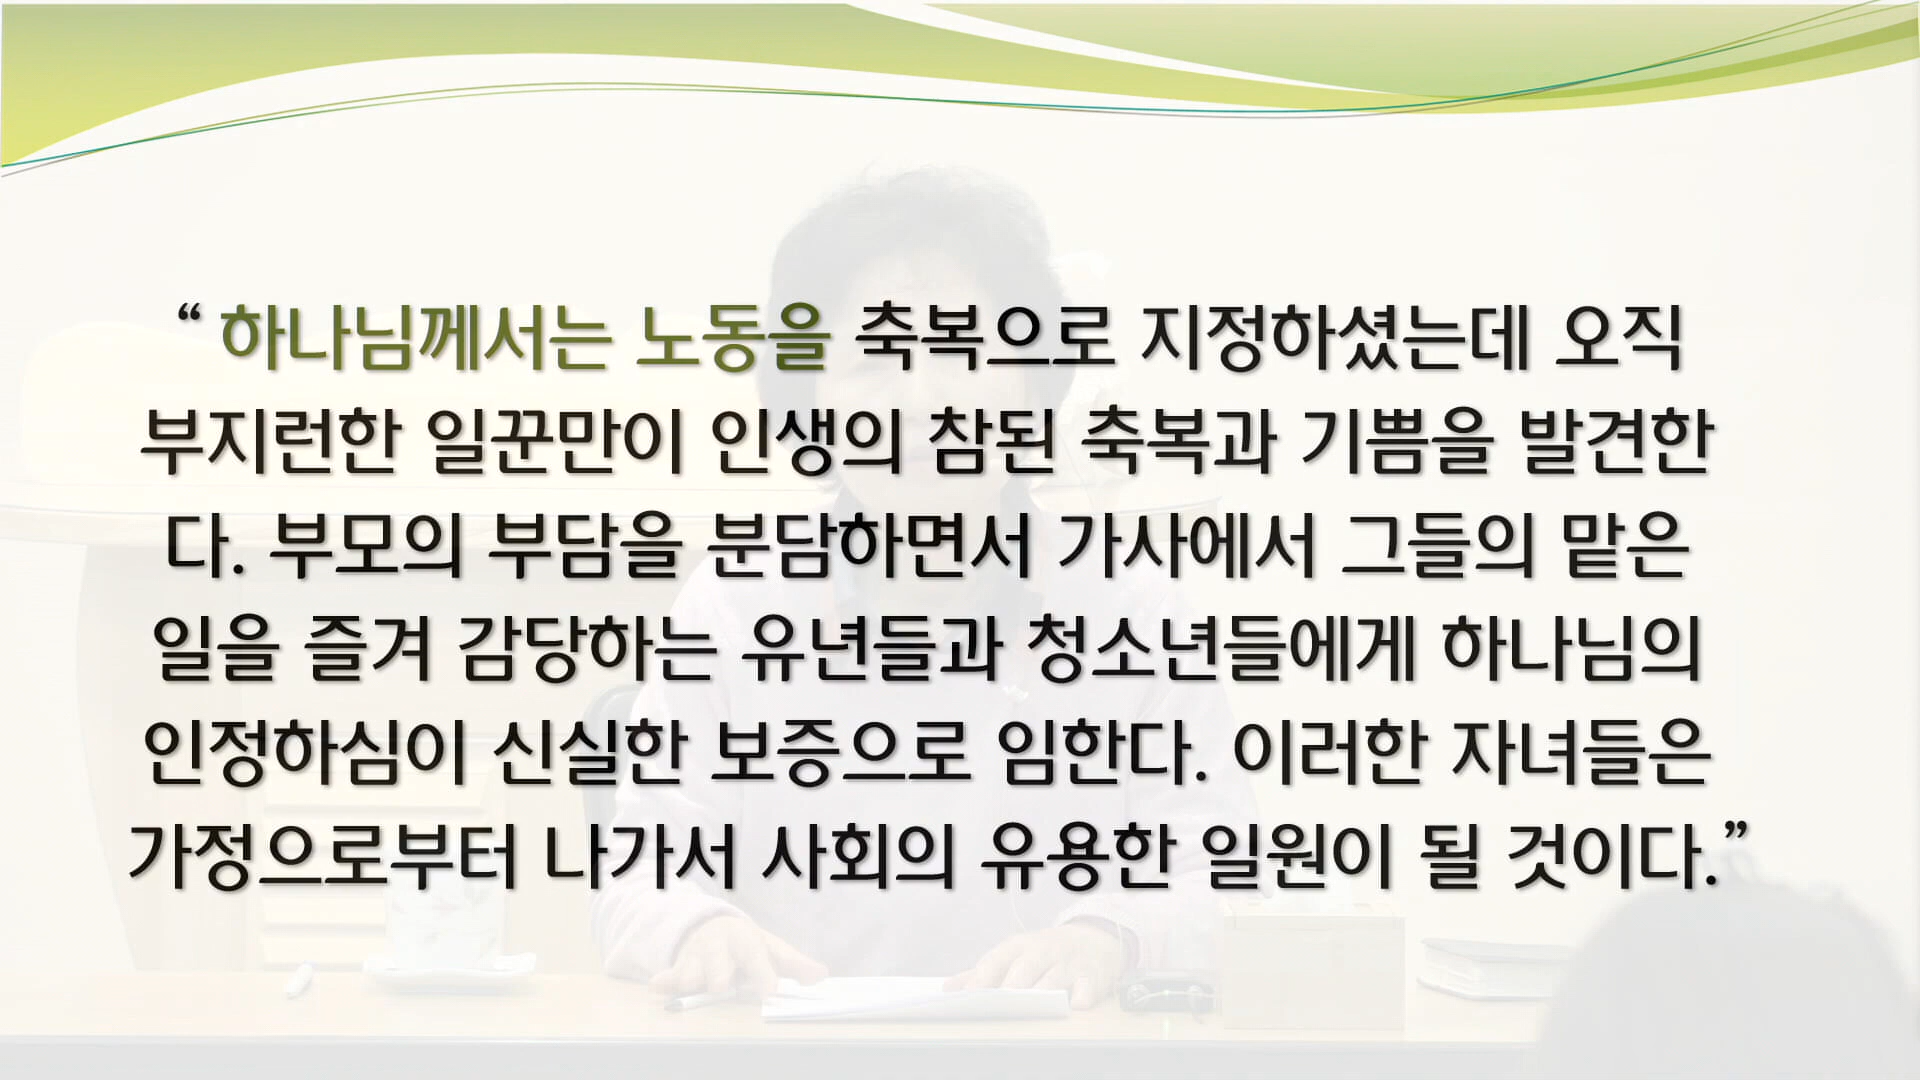 “ 하나님께서는 노동을 축복으로 지정하셨는데 오직
부지런한 일꾼만이 인생의 참된 축복과 기쁨을 발견한
다. 부모의 부담을 분담하면서 가사에서 그들의 맡은
일을 즐겨 감당하는 유년들과 청소년들에게 하나님의
인정하심이 신실한 보증으로 임한다. 이러한 자녀들은
가정으로부터 나가서 사회의 유용한 일원이 될 것이다.”